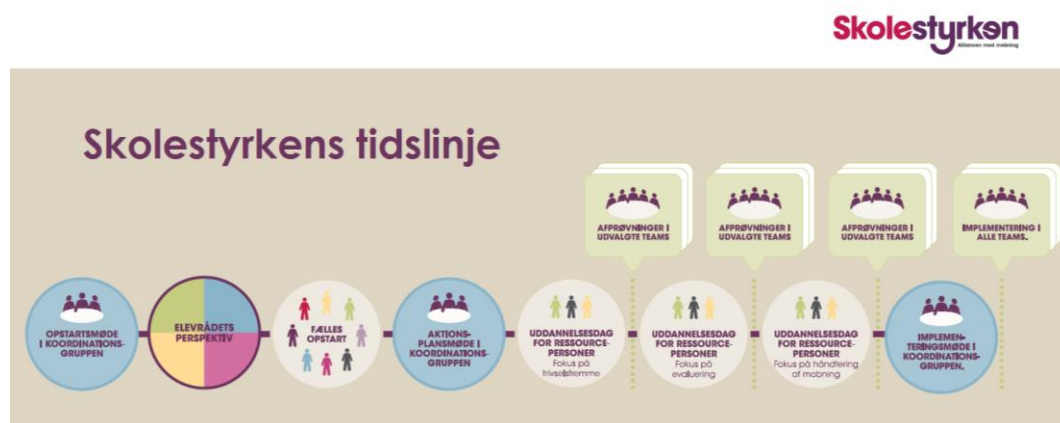 Skolestyrken
Alliancen mod mobning
Skolestyrkens tidslinje
AFPRØVNINGER I
UDVALGTE TEAMS
AFPRØVNINGER I
UDVALGTE TEAMS
AFPRØVNINGER I
UDVALGTE TEAMS
IMPLEMENTERING I
ALLE TEAMS.
OPSTARTSMØDE
I KOORDINATIONS-
GRUPPEN
ELEVRÅDETS
PERSPEKTIV
FÆLLES
OPSTART
AKTIONS-
PLANSMØDE I
KOORDINATIONS-
GRUPPEN
UDDANNELSESDAG
FOR RESSOURCE-
PERSONER
Fokus på
trivselsfremme
UDDANNELSESDAG
FOR RESSOURCE-
PERSONER
Fokus på
evaluering
UDDANNELSESDAG
FOR RESSOURCE-
PERSONER
Fokus på håndtering
af mobning
IMPLEMEN-
TERINGSMØDE I
KOORDINATIONS-
GRUPPEN.